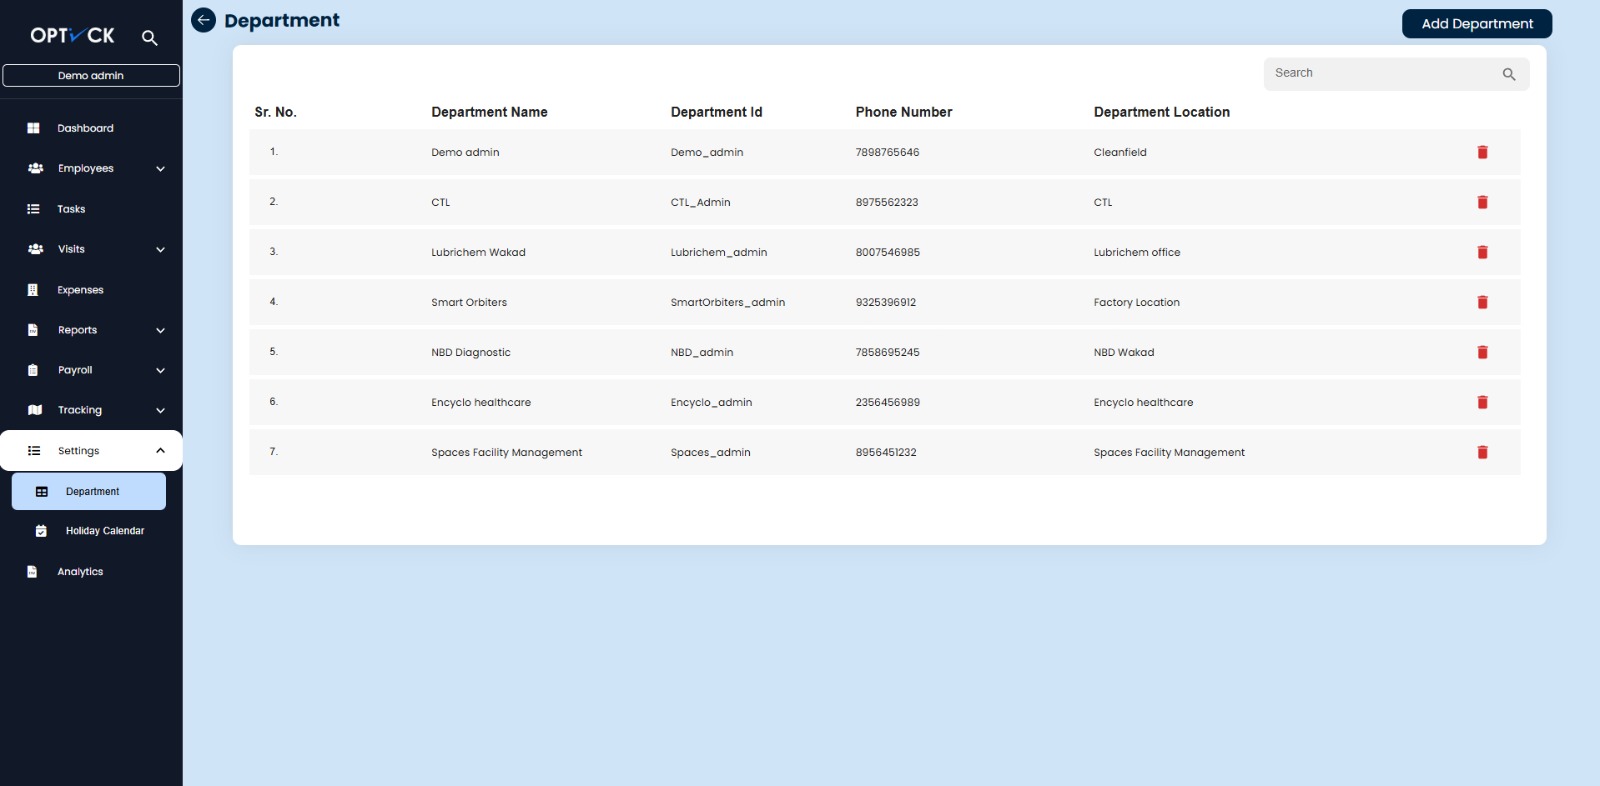 OPTICK
Demo admin
Dashboard
Employees
Tasks
Visits
Expenses
Reports
Payroll
Tracking
Settings
Department
Holiday Calendar
Analytics
Department
Add Department
Search
Sr. No. Department Name Department Id Phone Number Department Location
1. Demo admin Demo_admin 7898765646 Cleanfield
2. CTL CTL_Admin 8975562323 CTL
3. Lubrichem Wakad Lubrichem_admin 8007546985 Lubrichem office
4. Smart Orbiters SmartOrbiters_admin 9325396912 Factory Location
5. NBD Diagnostic NBD_admin 7858695245 NBD Wakad
6. Encyclo healthcare Encyclo_admin 2356456989 Encyclo healthcare
7. Spaces Facility Management Spaces_admin 8956451232 Spaces Facility Management